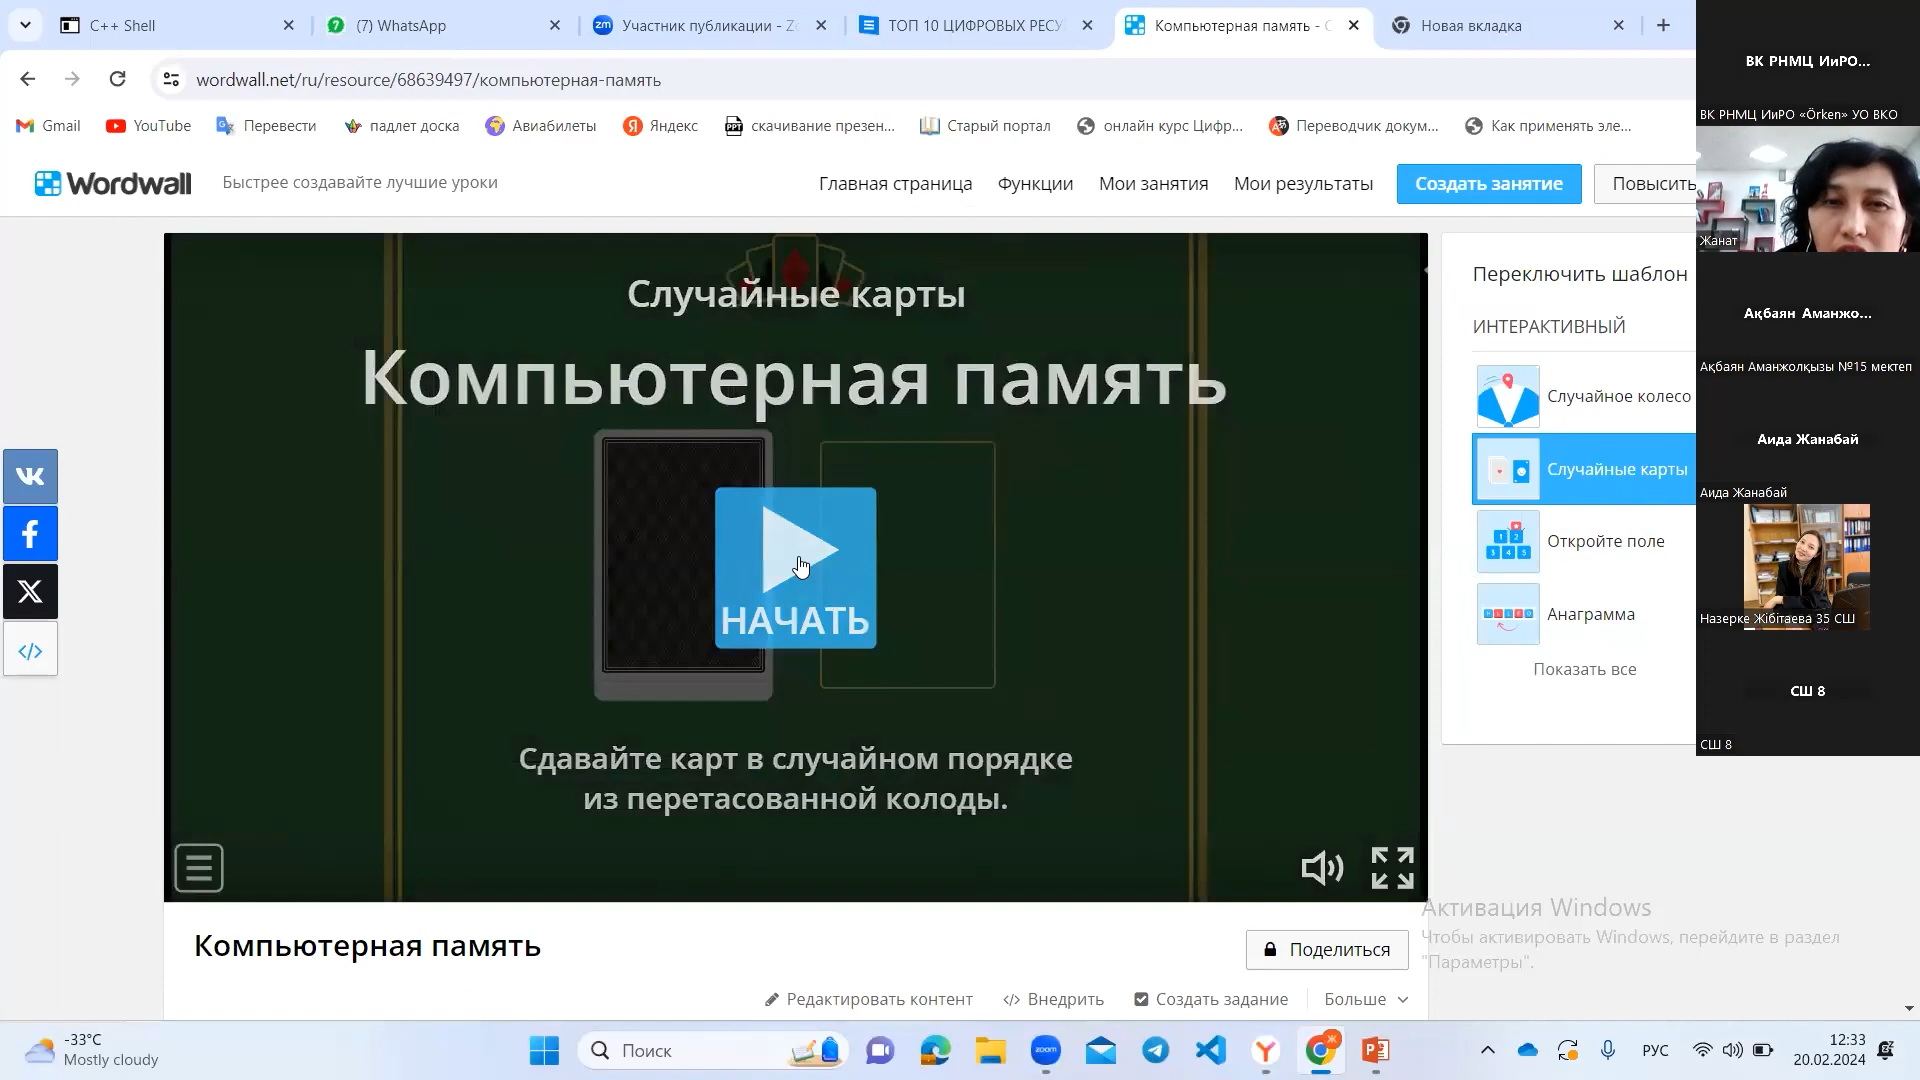 C++ Shell
(7) WhatsApp
Участник публикации - Zo
ТОП 10 ЦИФРОВЫХ РЕСУ
Компьютерная память - С
Новая вкладка
wordwall.net/ru/resource/68639497/компьютерная-память
Gmail
YouTube
Перевести
падлет доска
Авиабилеты
Яндекс
скачивание презен...
Старый портал
онлайн курс Цифр...
Переводчик докум...
Как применять эле...
Wordwall
Быстрее создавайте лучшие уроки
Главная страница
Функции
Мои занятия
Мои результаты
Создать занятие
Повысить
Случайные карты
Компьютерная память
НАЧАТЬ
Сдавайте карт в случайном порядке
из перетасованной колоды.
Переключить шаблон
ИНТЕРАКТИВНЫЙ
Случайное колесо
Случайные карты
Откройте поле
Анаграмма
Показать все
ВК РНМЦ ИиРО...
ВК РНМЦ ИиРО «Örken» УО ВКО
Жанат
Ақбаян Аманжо...
Ақбаян Аманжолқызы №15 мектеп
Аида Жанабай
Аида Жанабай
Назерке Жібітаева 35 СШ
СШ 8
СШ 8
Компьютерная память
Поделиться
Редактировать контент
Внедрить
Создать задание
Больше
Активация Windows
Чтобы активировать Windows, перейдите в раздел
"Параметры".
-33°C
Mostly cloudy
Поиск
zoom
РУС
12:33
20.02.2024